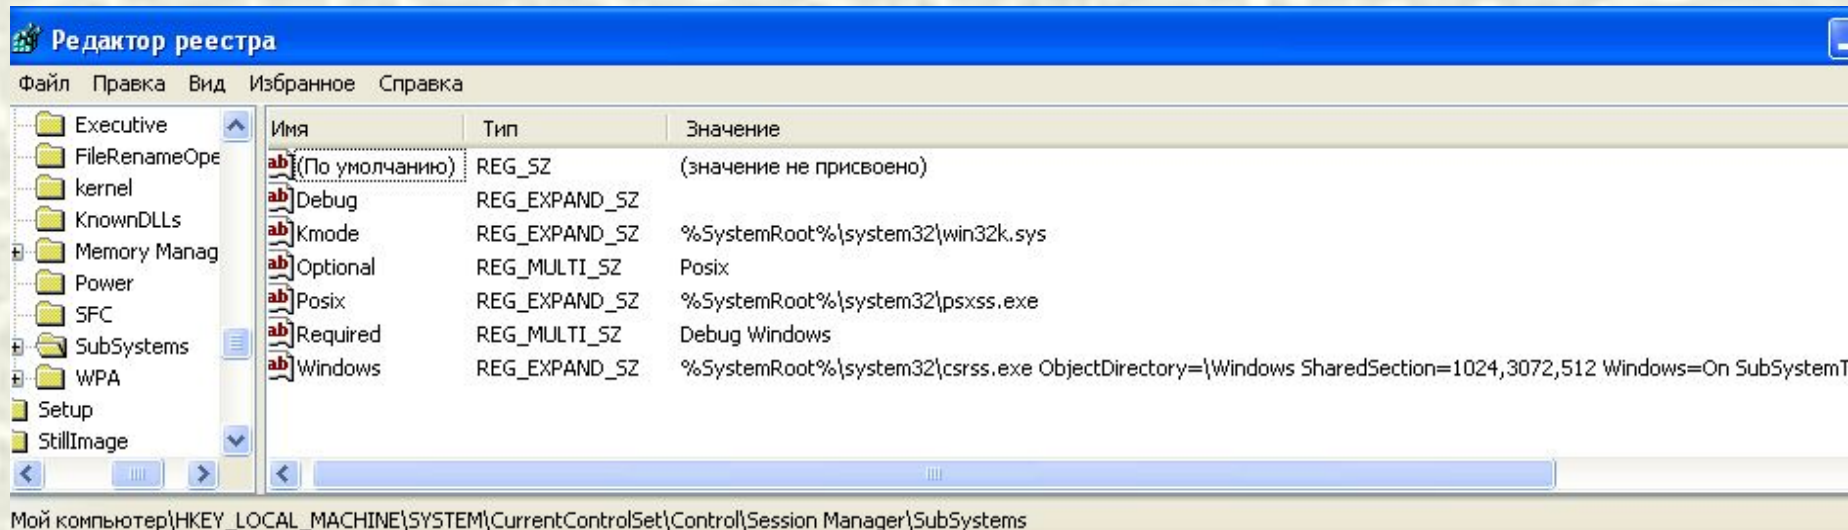 Редактор реестра
Файл Правка Вид Избранное Справка
Executive
FileRenameOpe
kernel
KnownDLLs
Memory Manag
Power
SFC
SubSystems
WPA
Setup
StillImage
Имя Тип Значение
(По умолчанию) REG_SZ (значение не присвоено)
Debug REG_EXPAND_SZ
Kmode REG_EXPAND_SZ %SystemRoot%\system32\win32k.sys
Optional REG_MULTI_SZ Posix
Posix REG_EXPAND_SZ %SystemRoot%\system32\psxss.exe
Required REG_MULTI_SZ Debug Windows
Windows REG_EXPAND_SZ %SystemRoot%\system32\csrss.exe ObjectDirectory=\Windows SharedSection=1024,3072,512 Windows=On SubSystemT
Мой компьютер\HKEY_LOCAL_MACHINE\SYSTEM\CurrentControlSet\Control\Session Manager\SubSystems